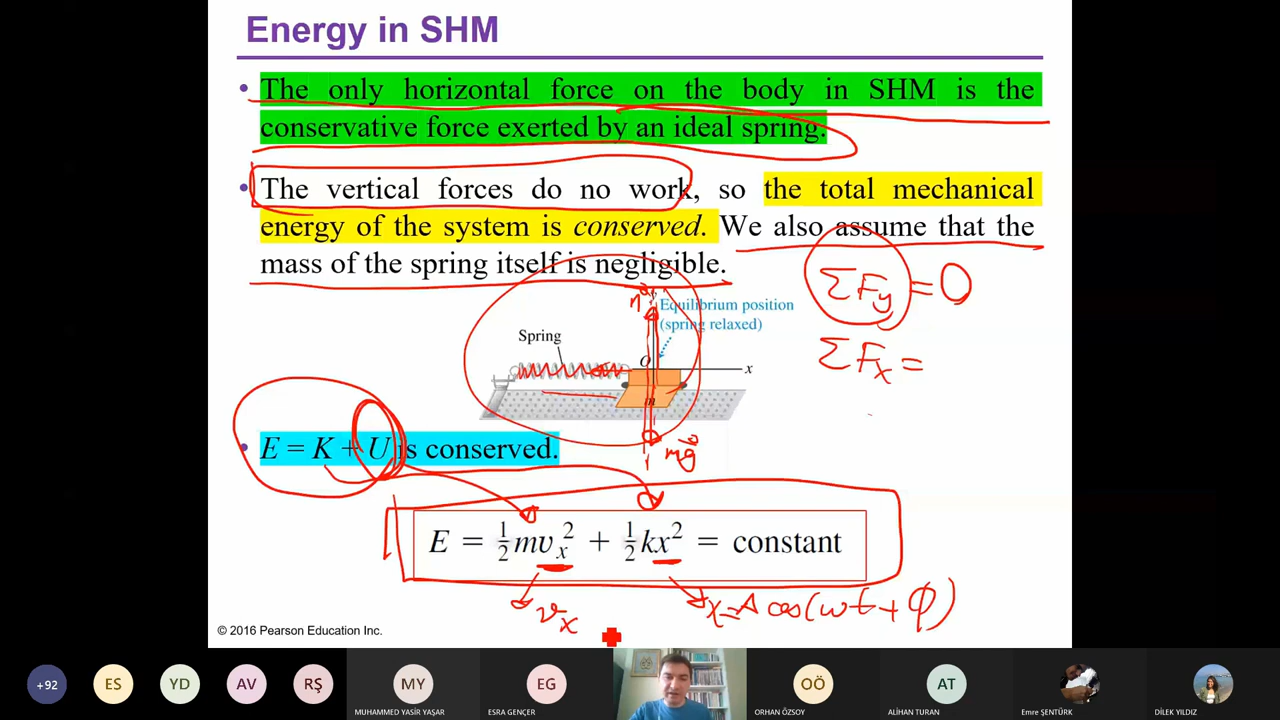 Energy in SHM
• The only horizontal force on the body in SHM is the
conservative force exerted by an ideal spring.
• The vertical forces do no work, so the total mechanical
energy of the system is conserved. We also assume that the
mass of the spring itself is negligible.
ΣFy = 0
ΣFx =
n
y
Equilibrium position
(spring relaxed)
Spring
O
x
m
mg
• E = K + U is conserved.
E = ½mvₓ² + ½kx² = constant
vx
x=A cos(ωt+φ)
© 2016 Pearson Education Inc.
+92
ES
YD
AV
RŞ
MY
EG
OÖ
AT
MUHAMMED YASİR YAŞAR
ESRA GENÇER
ORHAN ÖZSOY
ALİHAN TURAN
Emre ŞENTÜRK
DİLEK YILDIZ